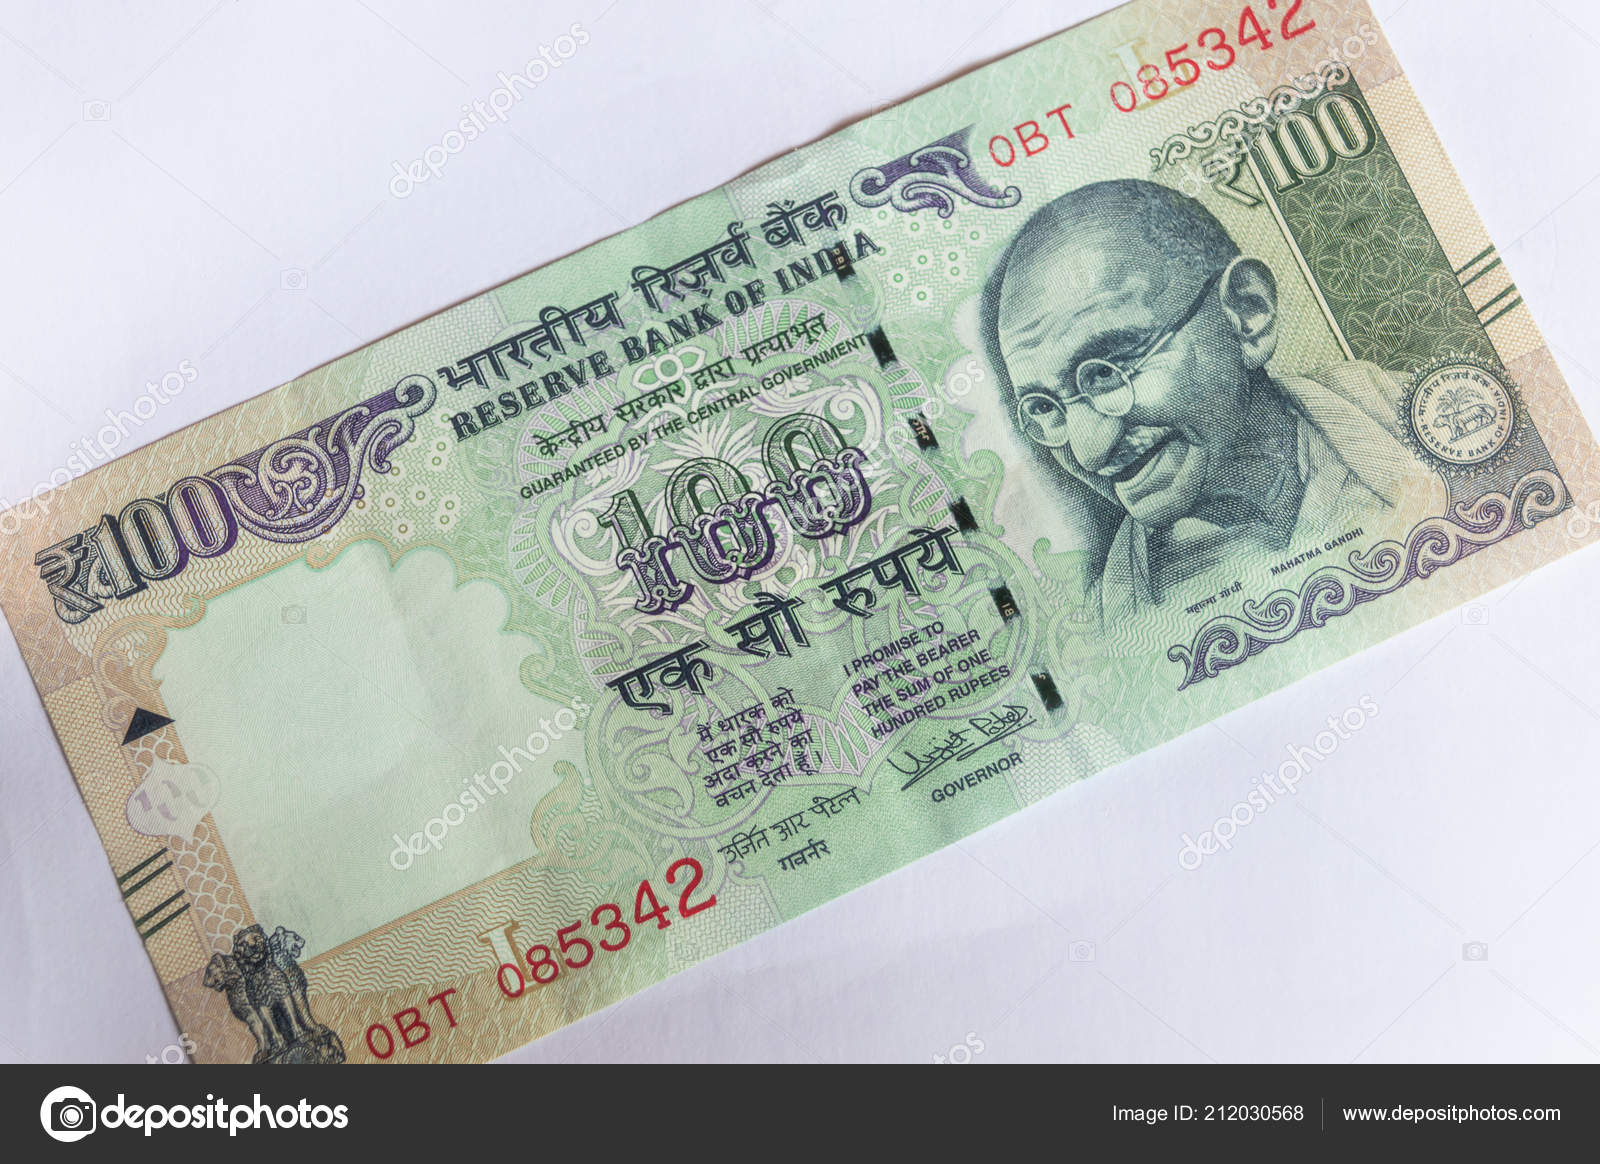 0BT 085342
₹100
भारतीय रिज़र्व बैंक
RESERVE BANK OF INDIA
केन्द्रीय सरकार द्वारा प्रत्याभूत
GUARANTEED BY THE CENTRAL GOVERNMENT
₹100
100
एक सौ रुपये
I PROMISE TO
PAY THE BEARER
THE SUM OF ONE
HUNDRED RUPEES
मैं धारक को
एक सौ रुपये
अदा करने का
वचन देता हूँ।
GOVERNOR
उर्जित आर पटेल
गवर्नर
महात्मा गांधी
MAHATMA GANDHI
भारतीय रिज़र्व बैंक
RESERVE BANK OF INDIA
L
0BT 085342
depositphotos
Image ID: 212030568
www.depositphotos.com